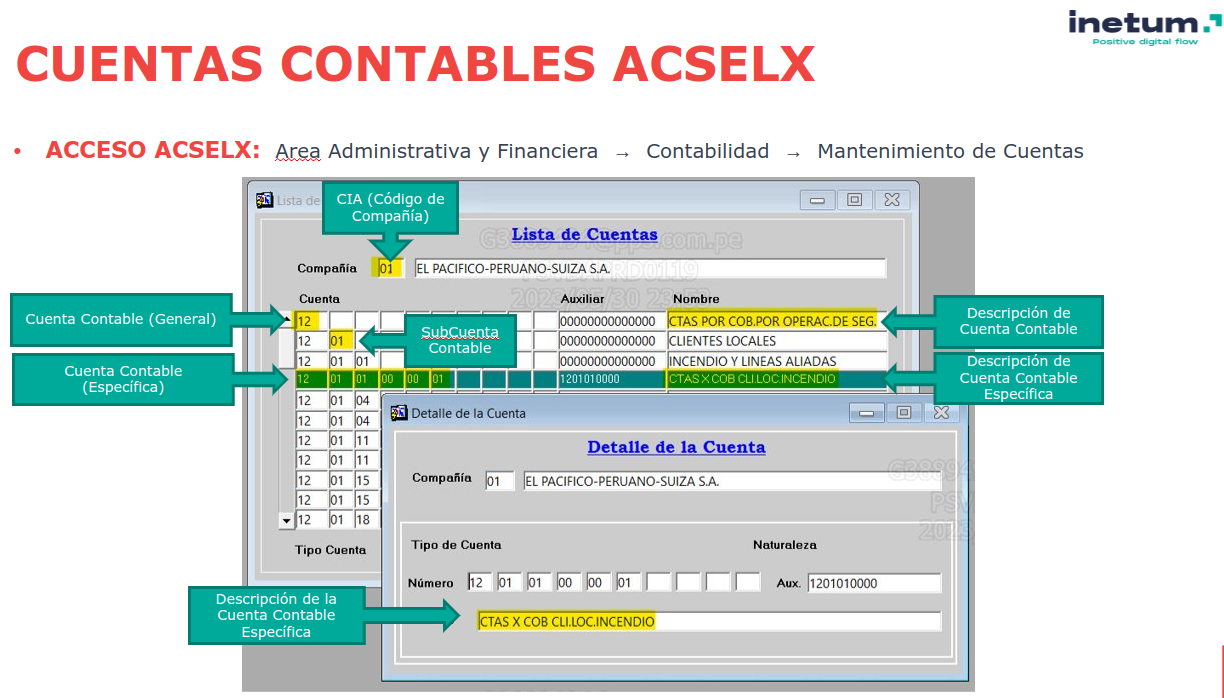 inetum.
Positive digital flow
CUENTAS CONTABLES ACSELX
• ACCESO ACSELX: Area Administrativa y Financiera → Contabilidad → Mantenimiento de Cuentas
Lista de
CIA (Código de
Compañía)
Lista de Cuentas
Compañía 01 EL PACIFICO-PERUANO-SUIZA S.A.
Cuenta Auxiliar Nombre
Cuenta Contable (General)
12 00000000000000 CTAS POR COB.POR OPERAC.DE SEG.
Descripción de
Cuenta Contable
SubCuenta
Contable
12 01 00000000000000 CLIENTES LOCALES
12 01 01 00000000000000 INCENDIO Y LINEAS ALIADAS
Cuenta Contable
(Específica)
12 01 01 00 00 01 1201010000 CTAS X COB CLI.LOC.INCENDIO
Descripción de
Cuenta Contable
Específica
12 01 04
12 01 04
12 01 11
12 01 11
12 01 15
12 01 15
12 01 18
Tipo Cuenta
Detalle de la Cuenta
Detalle de la Cuenta
Compañía 01 EL PACIFICO-PERUANO-SUIZA S.A.
Tipo de Cuenta Naturaleza
Número 12 01 01 00 00 01 Aux. 1201010000
Descripción de la
Cuenta Contable
Específica
CTAS X COB CLI.LOC.INCENDIO